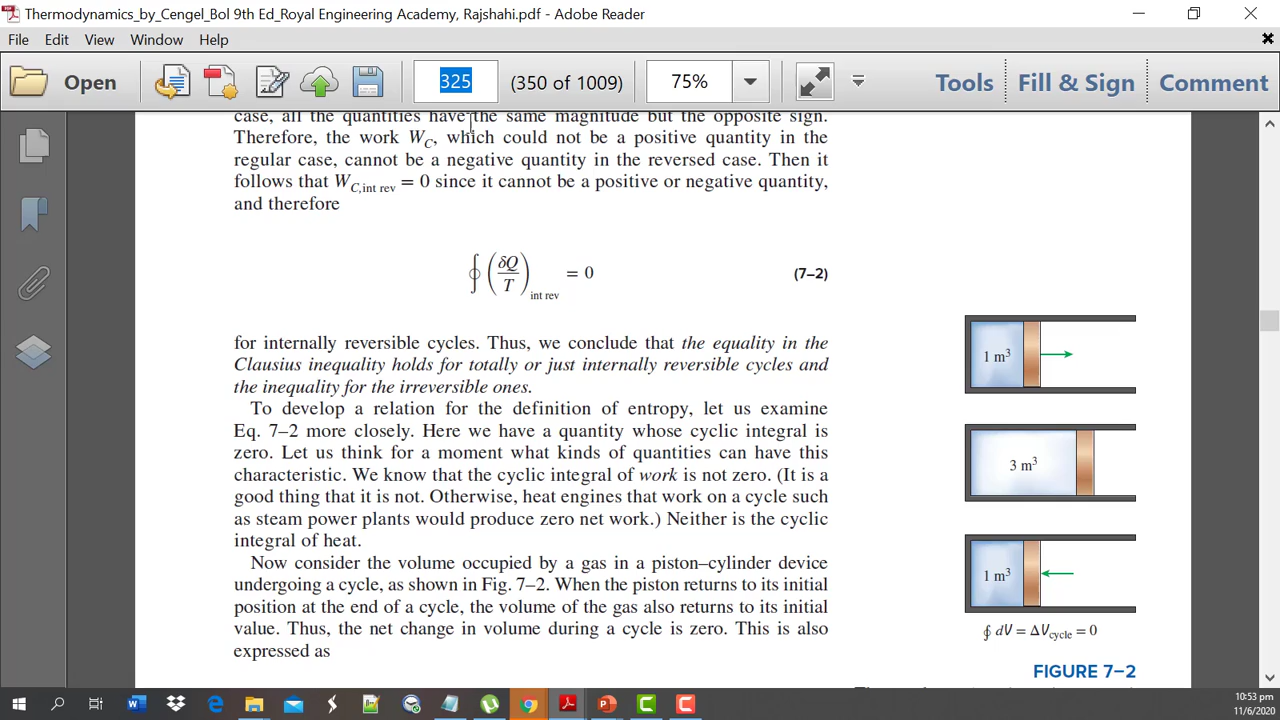 Thermodynamics_by_Cengel_Bol 9th Ed_Royal Engineering Academy, Rajshahi.pdf - Adobe Reader
File Edit View Window Help
Open 325 (350 of 1009) 75% Tools Fill & Sign Comment
case, all the quantities have the same magnitude but the opposite sign.
Therefore, the work W_C, which could not be a positive quantity in the
regular case, cannot be a negative quantity in the reversed case. Then it
follows that W_C,int rev = 0 since it cannot be a positive or negative quantity,
and therefore
∮ (δQ/T)_int rev = 0 (7–2)
for internally reversible cycles. Thus, we conclude that the equality in the
Clausius inequality holds for totally or just internally reversible cycles and
the inequality for the irreversible ones.
To develop a relation for the definition of entropy, let us examine
Eq. 7–2 more closely. Here we have a quantity whose cyclic integral is
zero. Let us think for a moment what kinds of quantities can have this
characteristic. We know that the cyclic integral of work is not zero. (It is a
good thing that it is not. Otherwise, heat engines that work on a cycle such
as steam power plants would produce zero net work.) Neither is the cyclic
integral of heat.
Now consider the volume occupied by a gas in a piston–cylinder device
undergoing a cycle, as shown in Fig. 7–2. When the piston returns to its initial
position at the end of a cycle, the volume of the gas also returns to its initial
value. Thus, the net change in volume during a cycle is zero. This is also
expressed as
1 m³
3 m³
1 m³
∮ dV = ΔV_cycle = 0
FIGURE 7–2
10:53 pm
11/6/2020